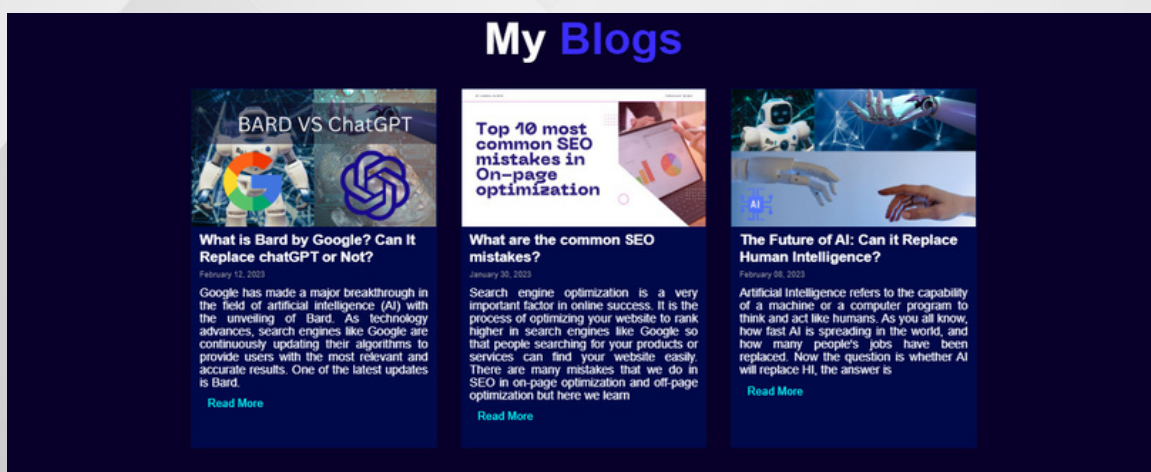 My Blogs
BARD VS ChatGPT
What is Bard by Google? Can It
Replace chatGPT or Not?
February 12, 2023
Google has made a major breakthrough in
the field of artificial intelligence (AI) with
the unveiling of Bard. As technology
advances, search engines like Google are
continuously updating their algorithms to
provide users with the most relevant and
accurate results. One of the latest updates
is Bard.
Read More
Top 10 most
common SEO
mistakes in
On-page
optimization
What are the common SEO
mistakes?
January 30, 2023
Search engine optimization is a very
important factor in online success. It is the
process of optimizing your website to rank
higher in search engines like Google so
that people searching for your products or
services can find your website easily.
There are many mistakes that we do in
SEO in on-page optimization and off-page
optimization but here we learn
Read More
AI
The Future of AI: Can it Replace
Human Intelligence?
February 08, 2023
Artificial Intelligence refers to the capability
of a machine or a computer program to
think and act like humans. As you all know,
how fast AI is spreading in the world, and
how many people's jobs have been
replaced. Now the question is whether AI
will replace HI, the answer is
Read More